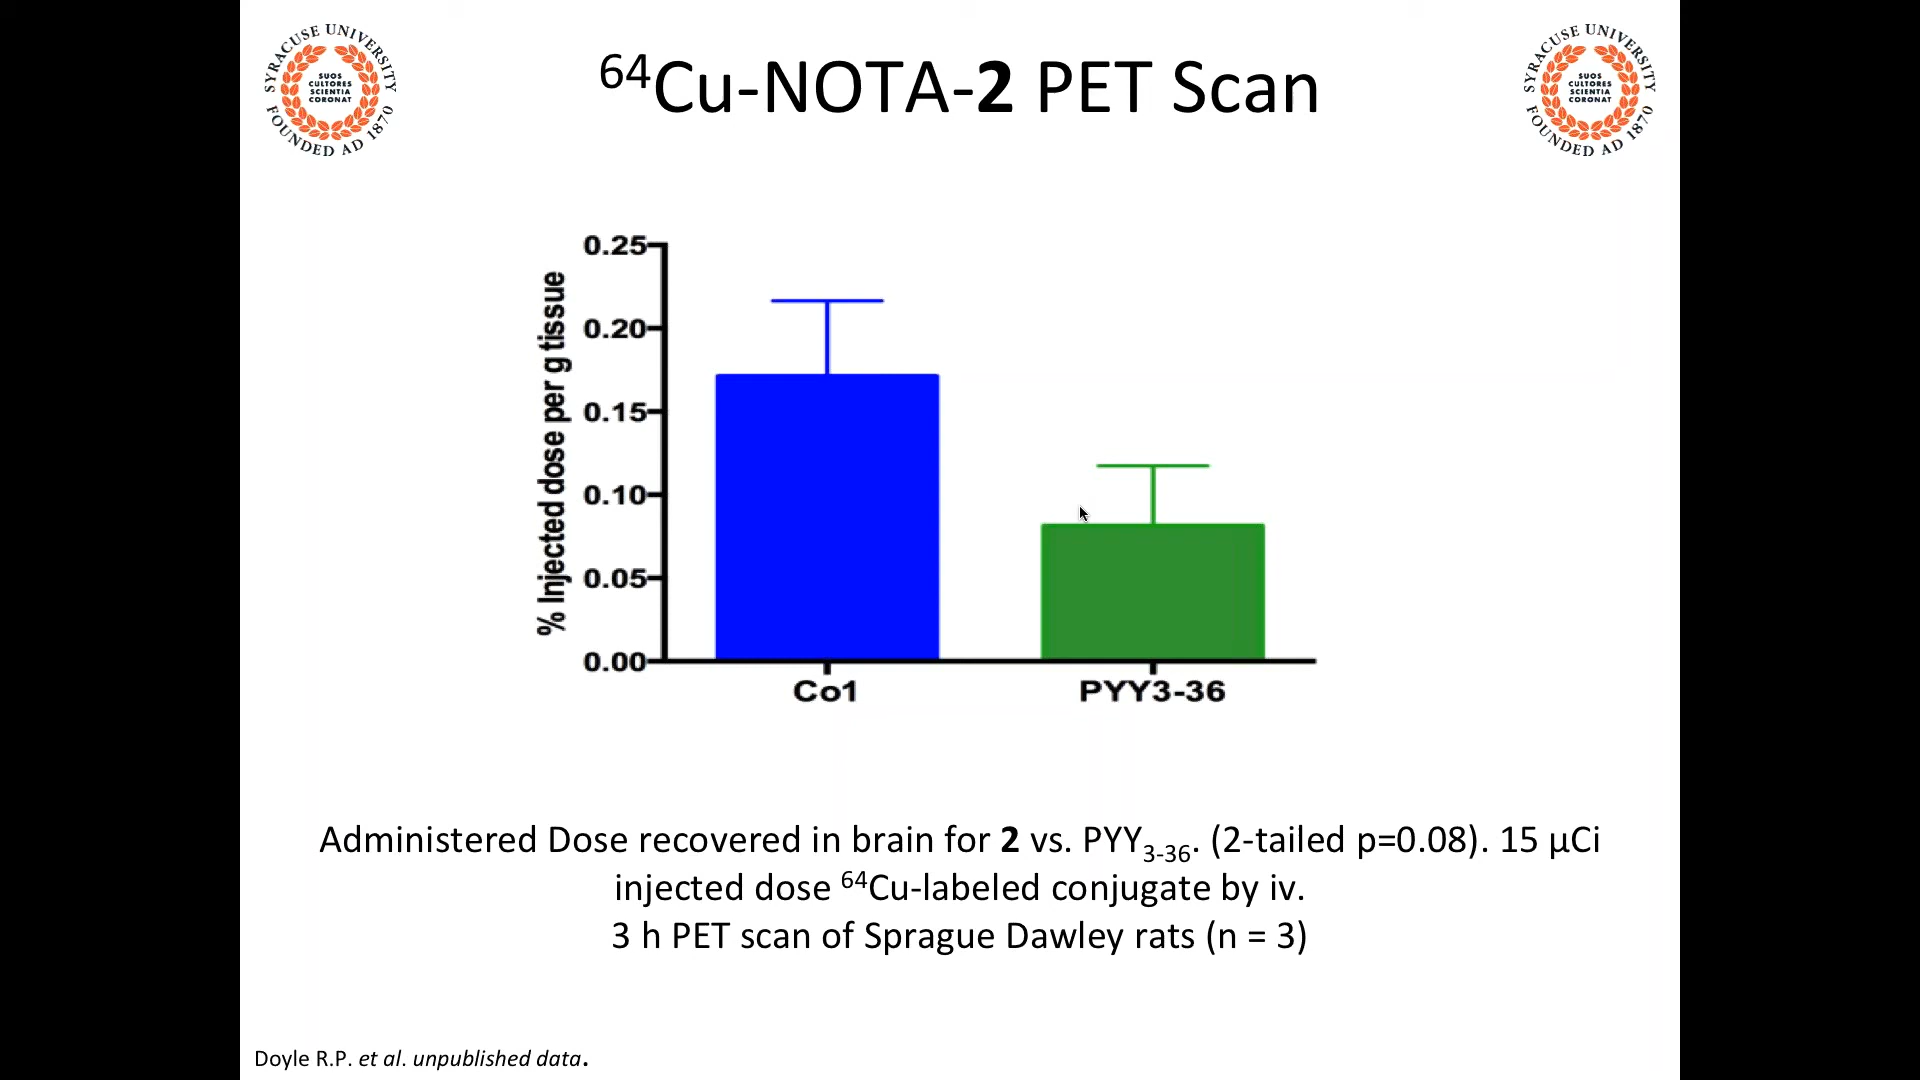 SYRACUSE UNIVERSITY
FOUNDED AD 1870
SUOS
CULTORES
SCIENTIA
CORONAT
⁶⁴Cu-NOTA-2 PET Scan
SYRACUSE UNIVERSITY
FOUNDED AD 1870
SUOS
CULTORES
SCIENTIA
CORONAT
% Injected dose per g tissue
0.25
0.20
0.15
0.10
0.05
0.00
Co1 PYY3-36
Administered Dose recovered in brain for 2 vs. PYY₃₋₃₆. (2-tailed p=0.08). 15 µCi
injected dose ⁶⁴Cu-labeled conjugate by iv.
3 h PET scan of Sprague Dawley rats (n = 3)
Doyle R.P. et al. unpublished data.